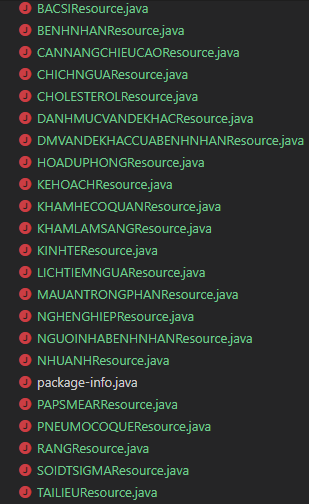 BACSIResource.java
BENHNHANResource.java
CANNANGCHIEUCAOResource.java
CHICHNGUAResource.java
CHOLESTEROLResource.java
DANHMUCVANDEKHACResource.java
DMVANDEKHACCUABENHNHANResource.java
HOADUPHONGResource.java
KEHOACHResource.java
KHAMHECOQUANResource.java
KHAMLAMSANGResource.java
KINHTEResource.java
LICHTIEMNGUAResource.java
MAUANTRONGPHANResource.java
NGHENGHIEPResource.java
NGUOINHABENHNHANResource.java
NHUANHResource.java
package-info.java
PAPSMEARResource.java
PNEUMOCOQUEResource.java
RANGResource.java
SOIDTSIGMAResource.java
TAILIEUResource.java